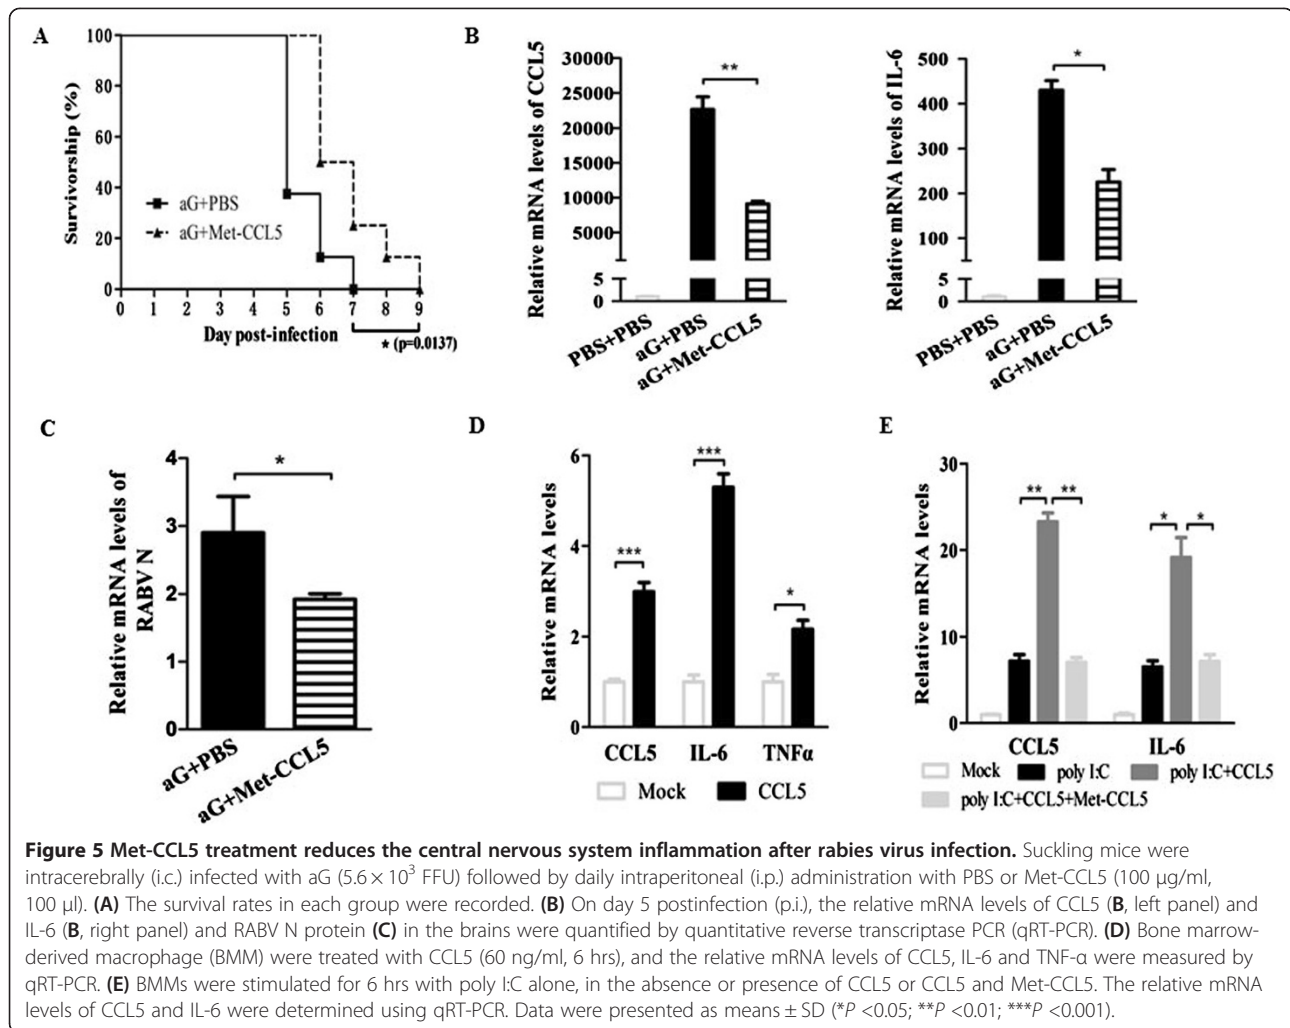 A
Survivorship (%)
100
80
60
40
20
0
aG+PBS
aG+Met-CCL5
0 1 2 3 4 5 6 7 8 9
Day post-infection
* (p=0.0137)
B
Relative mRNA levels of CCL5
30000
25000
20000
15000
10000
5000
5
0
**
PBS+PBS
aG+PBS
aG+Met-CCL5
Relative mRNA levels of IL-6
500
400
300
200
100
5
0
*
PBS+PBS
aG+PBS
aG+Met-CCL5
C
Relative mRNA levels of
RABV N
4
3
2
1
0
*
aG+PBS
aG+Met-CCL5
D
Relative mRNA levels
6
4
2
0
***
***
*
CCL5 IL-6 TNFα
Mock CCL5
E
Relative mRNA levels
30
20
10
0
** **
* *
CCL5 IL-6
Mock poly I:C poly I:C+CCL5
poly I:C+CCL5+Met-CCL5
Figure 5 Met-CCL5 treatment reduces the central nervous system inflammation after rabies virus infection. Suckling mice were
intracerebrally (i.c.) infected with aG (5.6 × 10³ FFU) followed by daily intraperitoneal (i.p.) administration with PBS or Met-CCL5 (100 μg/ml,
100 μl). (A) The survival rates in each group were recorded. (B) On day 5 postinfection (p.i.), the relative mRNA levels of CCL5 (B, left panel) and
IL-6 (B, right panel) and RABV N protein (C) in the brains were quantified by quantitative reverse transcriptase PCR (qRT-PCR). (D) Bone marrow-
derived macrophage (BMM) were treated with CCL5 (60 ng/ml, 6 hrs), and the relative mRNA levels of CCL5, IL-6 and TNF-α were measured by
qRT-PCR. (E) BMMs were stimulated for 6 hrs with poly I:C alone, in the absence or presence of CCL5 or CCL5 and Met-CCL5. The relative mRNA
levels of CCL5 and IL-6 were determined using qRT-PCR. Data were presented as means ± SD (*P <0.05; **P <0.01; ***P <0.001).